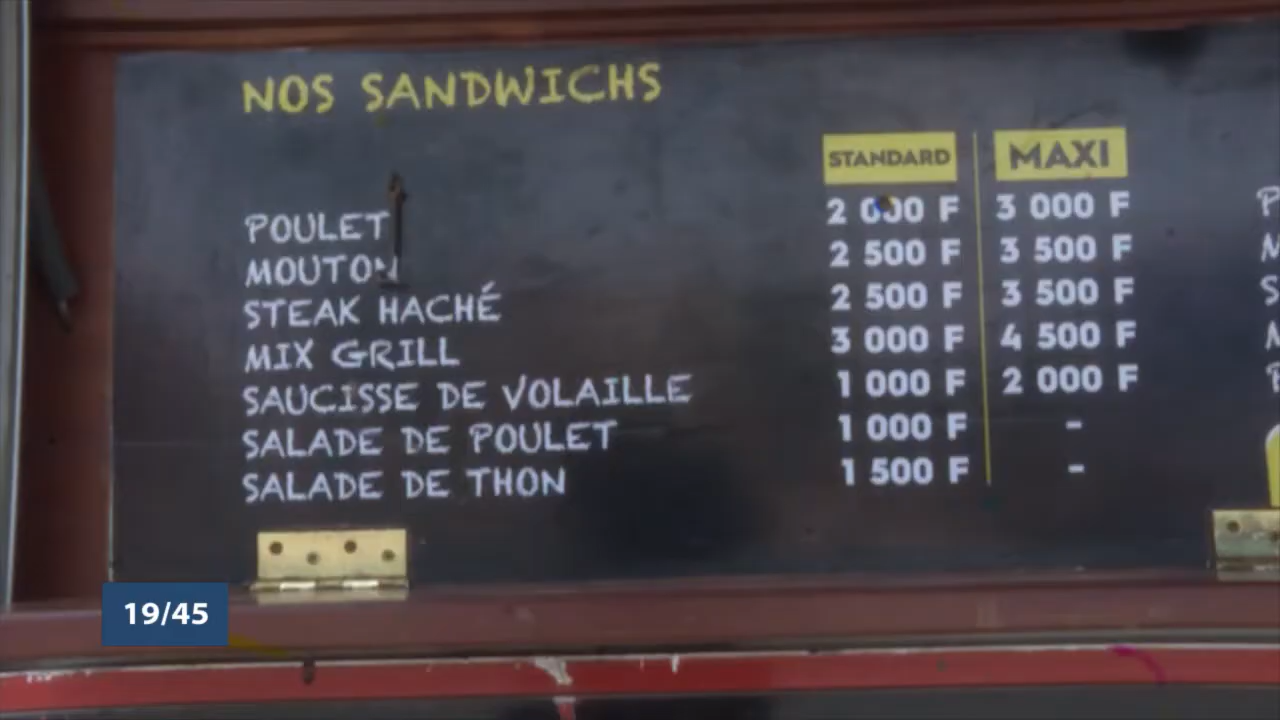 NOS SANDWICHS
STANDARD MAXI
POULET 2 000 F 3 000 F
MOUTON 2 500 F 3 500 F
STEAK HACHÉ 2 500 F 3 500 F
MIX GRILL 3 000 F 4 500 F
SAUCISSE DE VOLAILLE 1 000 F 2 000 F
SALADE DE POULET 1 000 F -
SALADE DE THON 1 500 F -
19/45